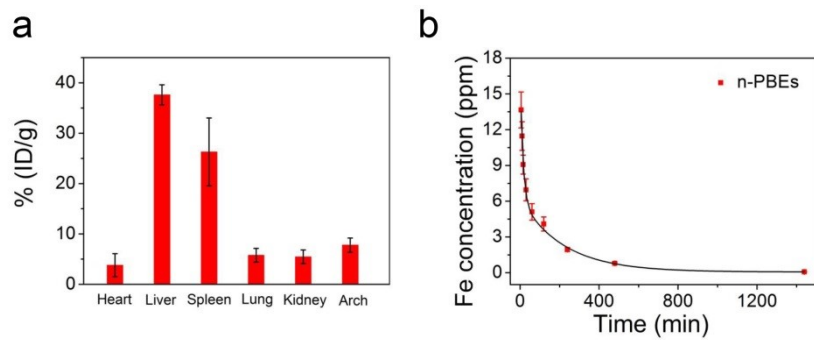 a
% (ID/g)
40
30
20
10
0
Heart Liver Spleen Lung Kidney Arch
b
Fe concentration (ppm)
18
15
12
9
6
3
0
n-PBEs
0 400 800 1200
Time (min)